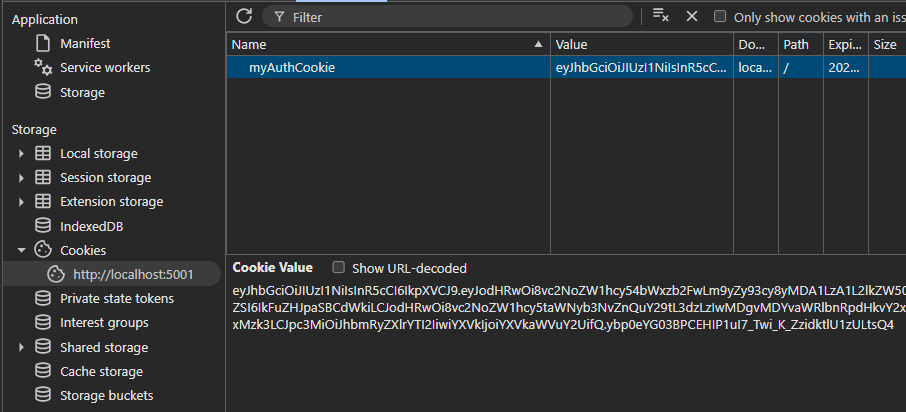 Application
Manifest
Service workers
Storage
Storage
Local storage
Session storage
Extension storage
IndexedDB
Cookies
http://localhost:5001
Private state tokens
Interest groups
Shared storage
Cache storage
Storage buckets
Filter
Only show cookies with an iss
Name Value Do... Path Expi... Size
myAuthCookie eyJhbGciOiJIUzI1NiIsInR5cC... loca... / 202...
Cookie Value Show URL-decoded
eyJhbGciOiJIUzI1NiIsInR5cCI6IkpXVCJ9.eyJodHRwOi8vc2NoZW1hcy54bWxzb2FwLm9yZy93cy8yMDA1LzA1L2lkZW50
ZSI6IkFuZHJpaSBCdWkiLCJodHRwOi8vc2NoZW1hcy5taWNyb3NvZnQuY29tL3dzLzIwMDgvMDYvaWRlbnRpdHkvY2x
xMzk3LCJpc3MiOiJhbmRyZXlrYTI2IiwiYXVkIjoiYXVkaWVuY2UifQ.ybp0eYG03BPCEHIP1uI7_Twi_K_ZzidktlU1zULtsQ4